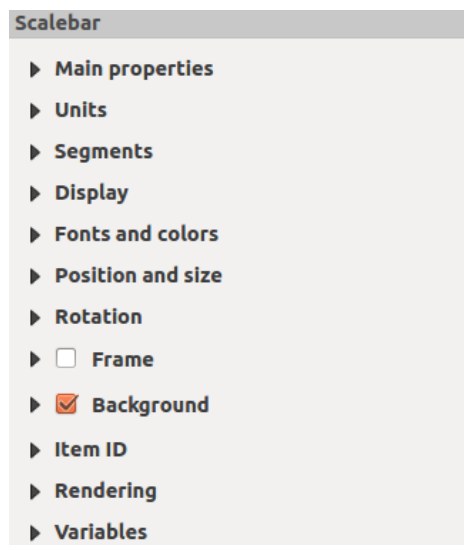 Scalebar
Main properties
Units
Segments
Display
Fonts and colors
Position and size
Rotation
Frame
Background
Item ID
Rendering
Variables